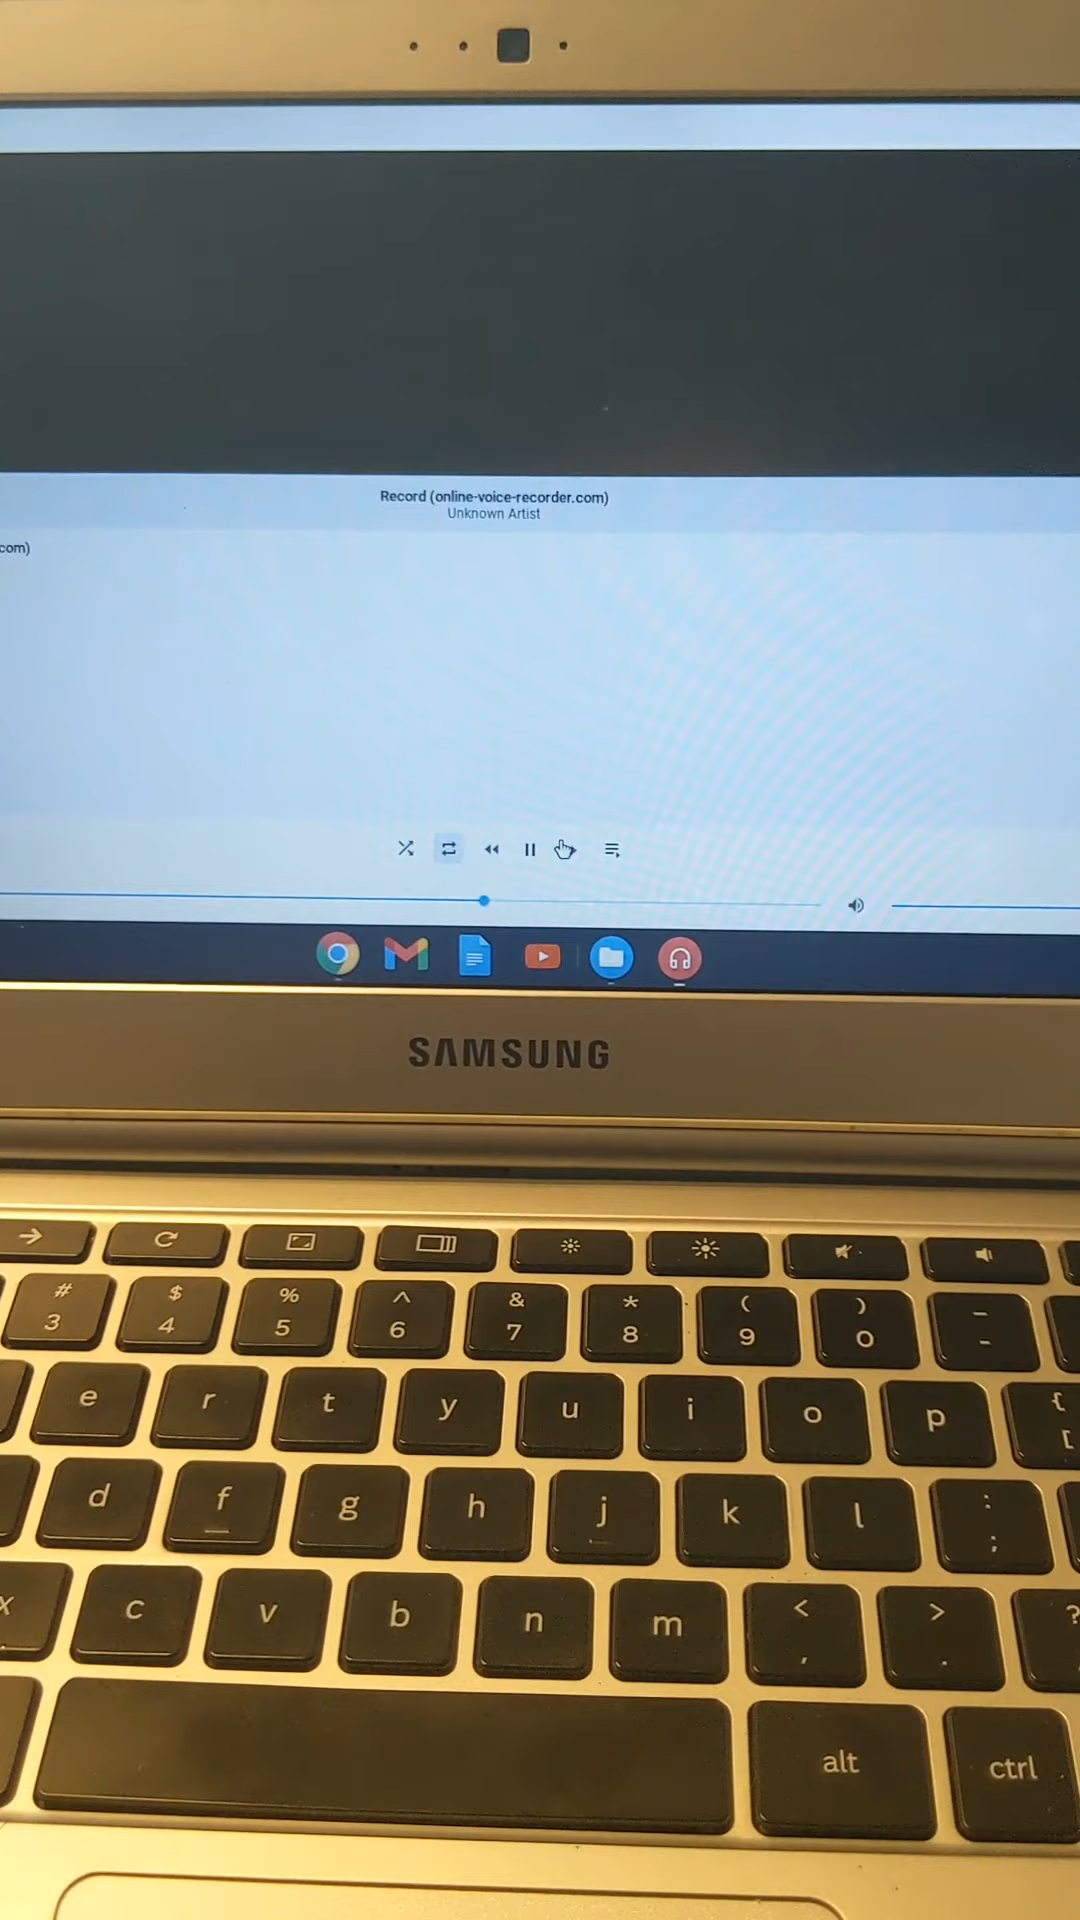 Record (online-voice-recorder.com)
Unknown Artist
com)
SAMSUNG
# $ % ^ & * ( ) _
3 4 5 6 7 8 9 0 -
e r t y u i o p { [
d f g h j k l : ;
x c v b n m < , > . ?
alt ctrl